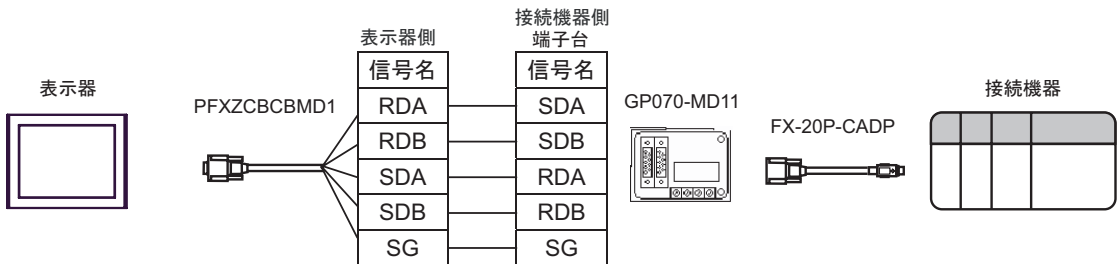 表示器
PFXZCBCBMD1
表示器側
信号名
RDA
RDB
SDA
SDB
SG
接続機器側
端子台
信号名
SDA
SDB
RDA
RDB
SG
GP070-MD11
FX-20P-CADP
接続機器